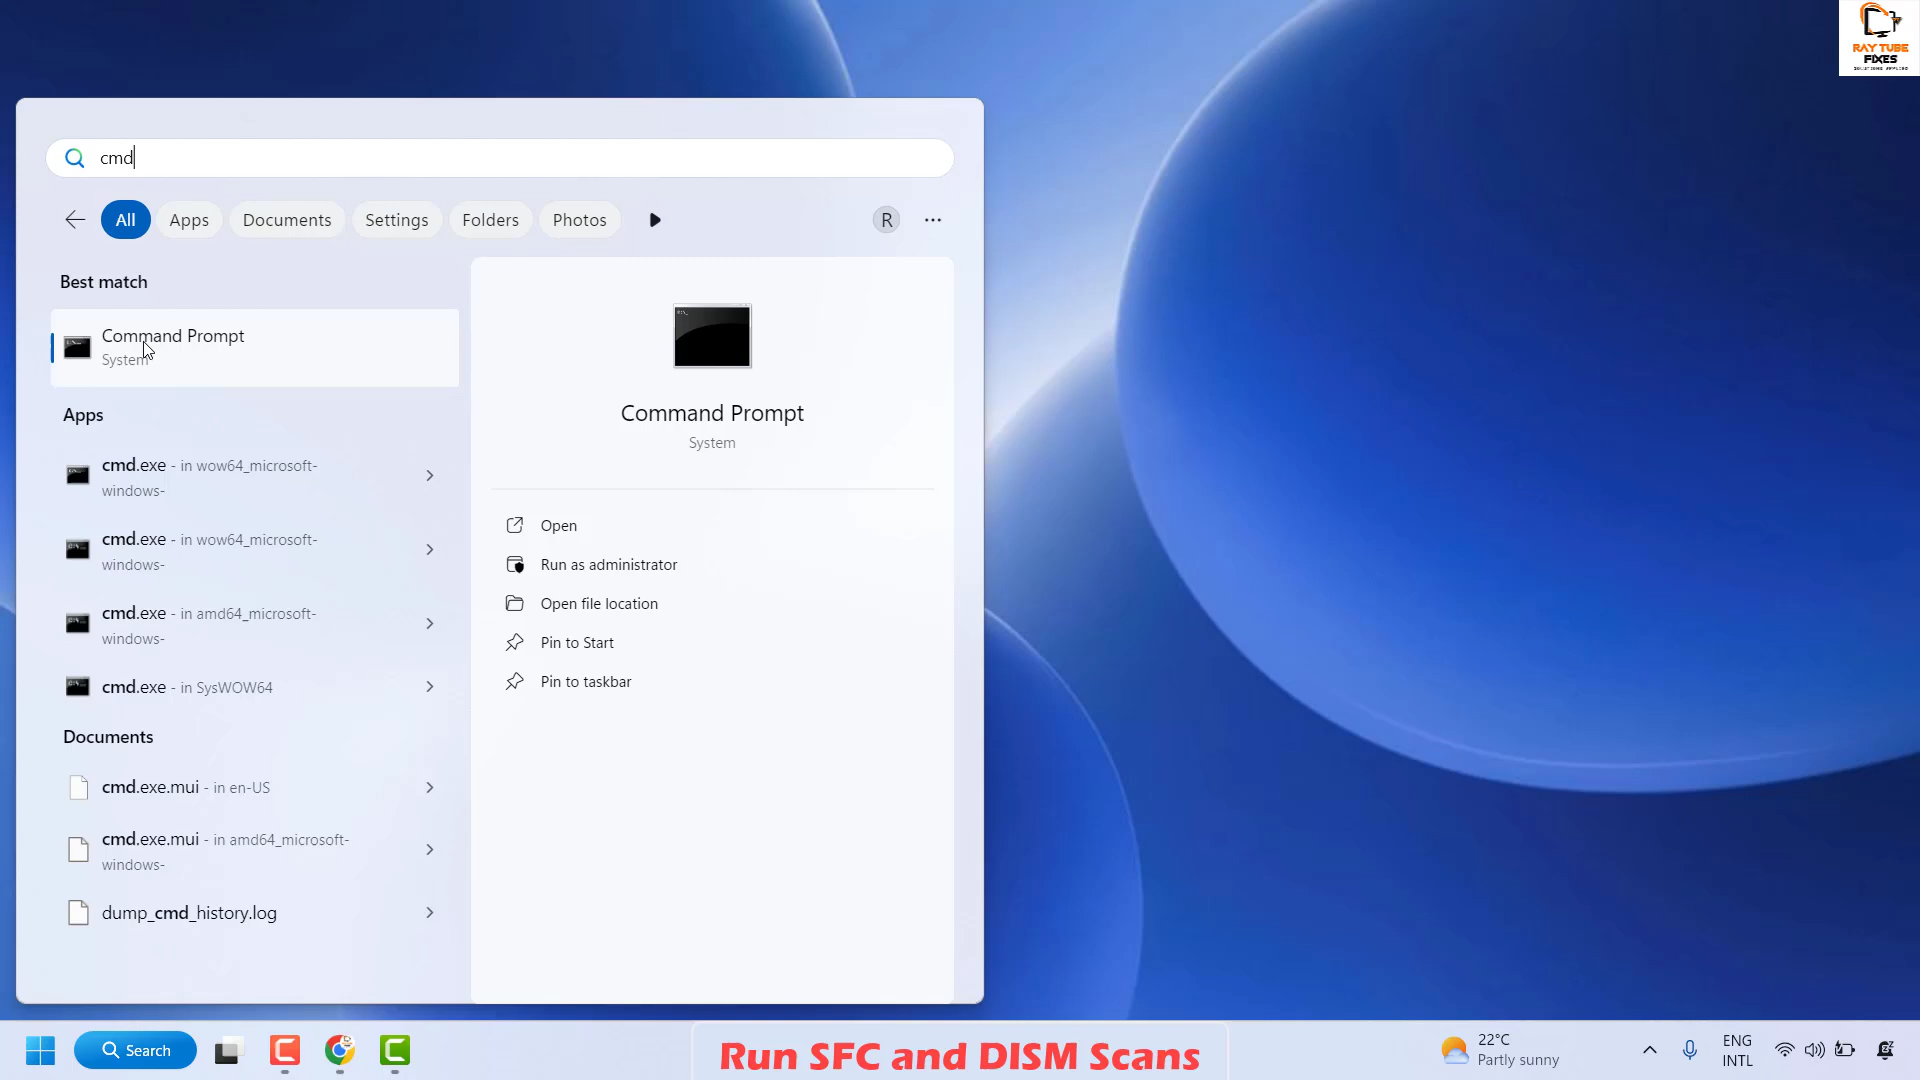 RAY TUBE
FIXES
cmd
All
Apps
Documents
Settings
Folders
Photos
R
Best match
Command Prompt
System
Apps
cmd.exe - in wow64_microsoft-
windows-
cmd.exe - in wow64_microsoft-
windows-
cmd.exe - in amd64_microsoft-
windows-
cmd.exe - in SysWOW64
Documents
cmd.exe.mui - in en-US
cmd.exe.mui - in amd64_microsoft-
windows-
dump_cmd_history.log
Command Prompt
System
Open
Run as administrator
Open file location
Pin to Start
Pin to taskbar
Search
Run SFC and DISM Scans
22°C
Partly sunny
ENG
INTL